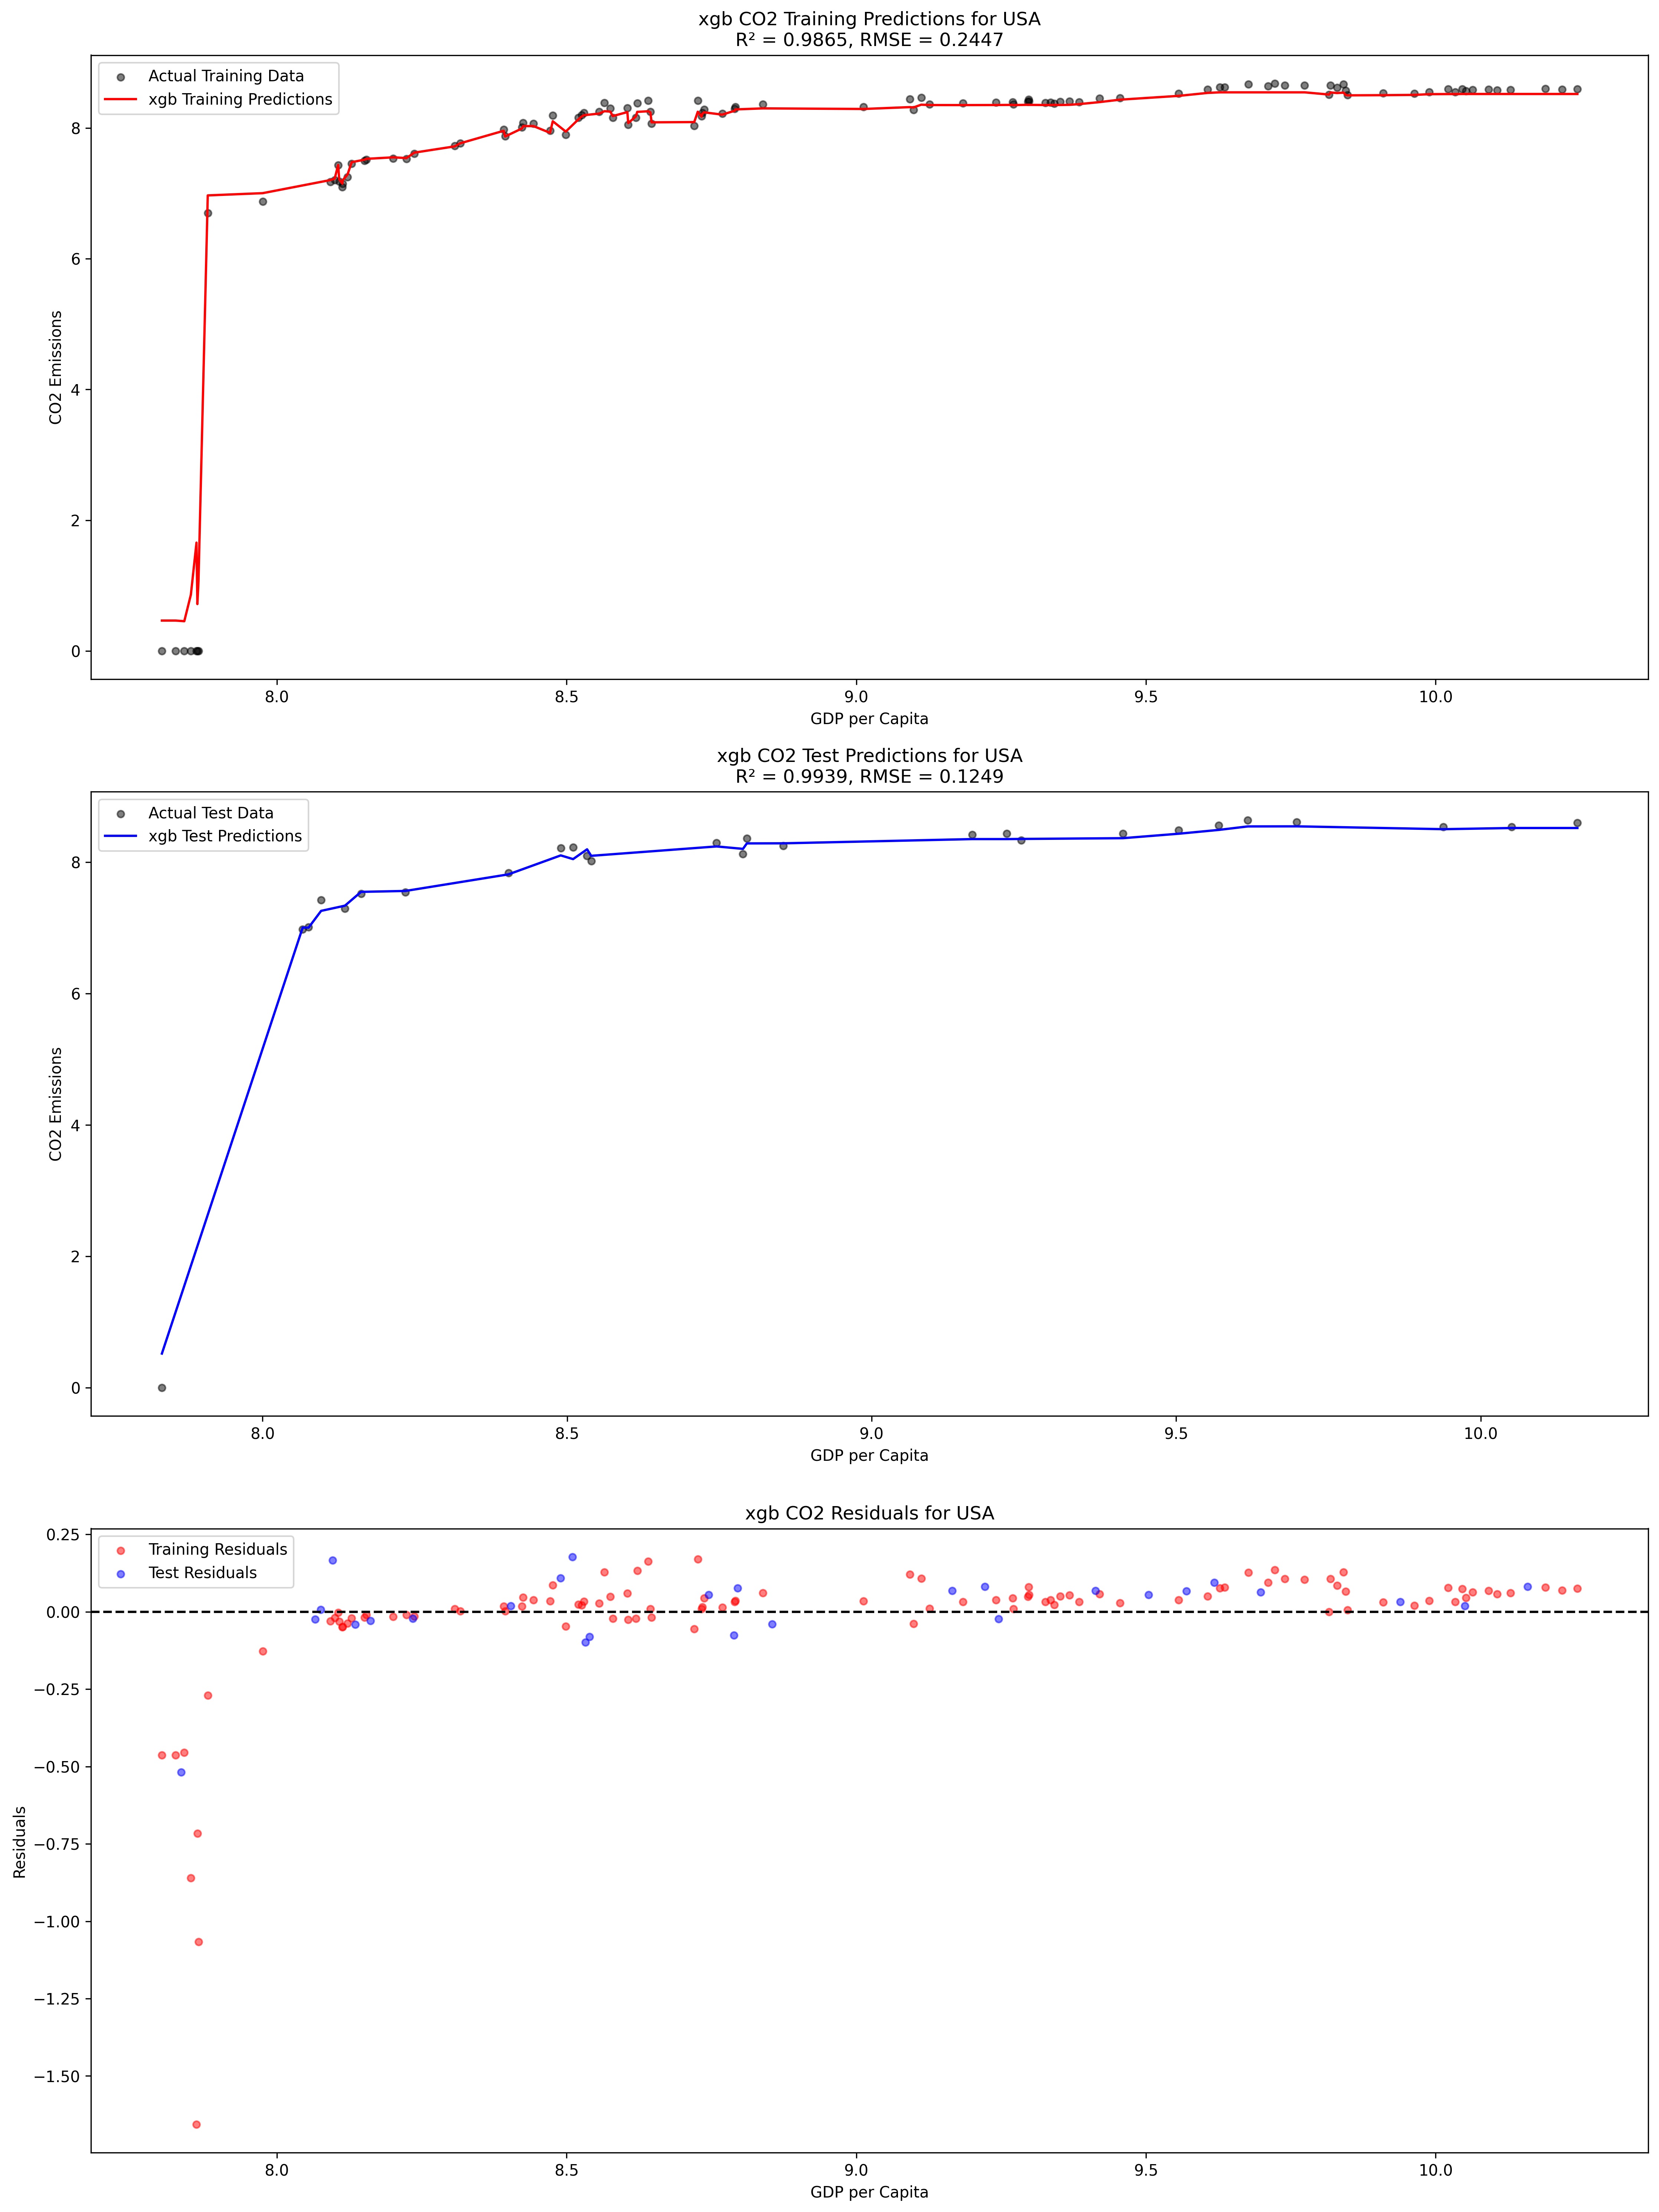 xgb CO2 Training Predictions for USA
R² = 0.9865, RMSE = 0.2447
Actual Training Data
xgb Training Predictions
8
6
4
2
0
CO2 Emissions
8.0 8.5 9.0 9.5 10.0
GDP per Capita
xgb CO2 Test Predictions for USA
R² = 0.9939, RMSE = 0.1249
Actual Test Data
xgb Test Predictions
8
6
4
2
0
CO2 Emissions
8.0 8.5 9.0 9.5 10.0
GDP per Capita
xgb CO2 Residuals for USA
Training Residuals
Test Residuals
0.25
0.00
−0.25
−0.50
−0.75
−1.00
−1.25
−1.50
Residuals
8.0 8.5 9.0 9.5 10.0
GDP per Capita